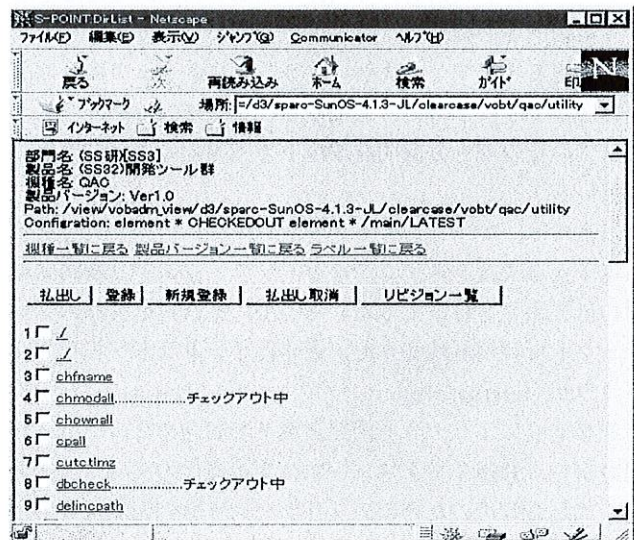 S-POINT:DirList - Netscape
ファイル(F) 編集(E) 表示(V) ジャンプ(G) Communicator ヘルプ(H)
戻る 次 再読み込み ホーム 検索 ガイド 印
ブックマーク 場所: =/d3/sparc-SunOS-4.1.3-JL/clearcase/vobt/qac/utility
インターネット 検索 情報
部門名: (SS研)[SS3]
製品名: (SS32)開発ツール群
機種名: QAC
製品バージョン: Ver1.0
Path: /view/vobadm_view/d3/sparc-SunOS-4.1.3-JL/clearcase/vobt/qac/utility
Configration: element * CHECKEDOUT element * /main/LATEST
機種一覧に戻る 製品バージョン一覧に戻る ラベル一覧に戻る
払出し 登録 新規登録 払出し取消 リビジョン一覧
1 ./
2 ../
3 chfname
4 chmodall..................チェックアウト中
5 chownall
6 cpall
7 cutctlmz
8 dbcheck..................チェックアウト中
9 delincpath